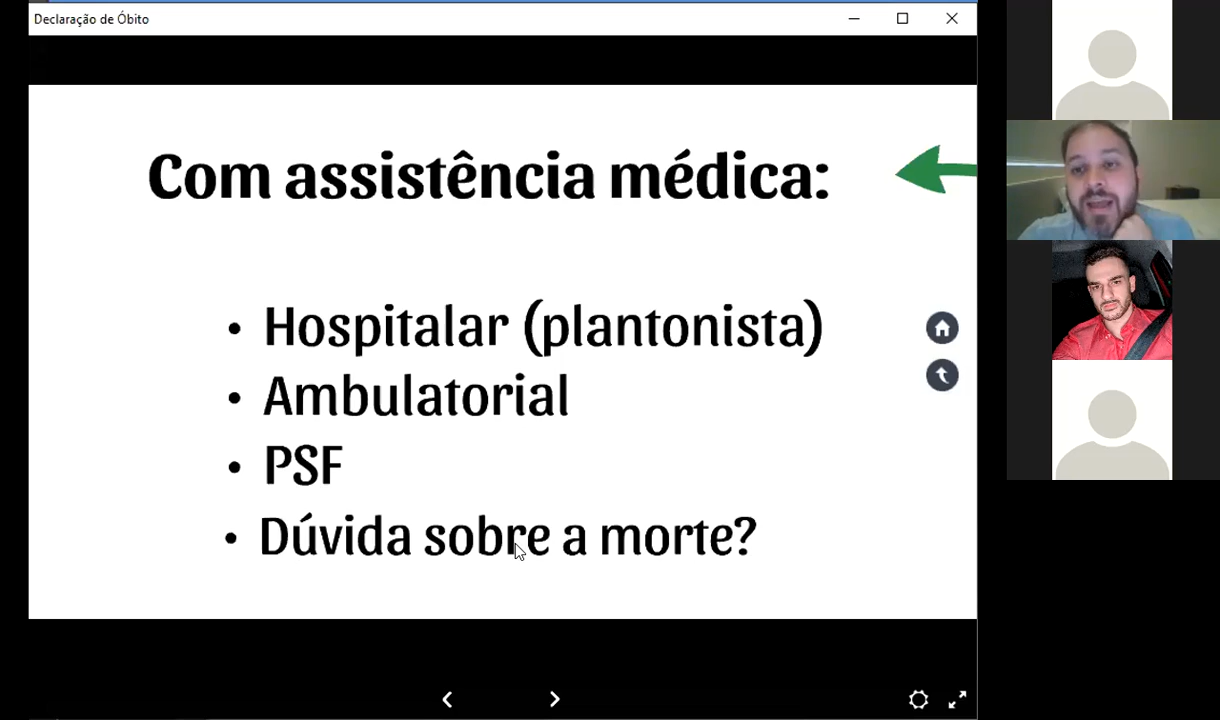 Declaração de Óbito
Com assistência médica:
• Hospitalar (plantonista)
• Ambulatorial
• PSF
• Dúvida sobre a morte?